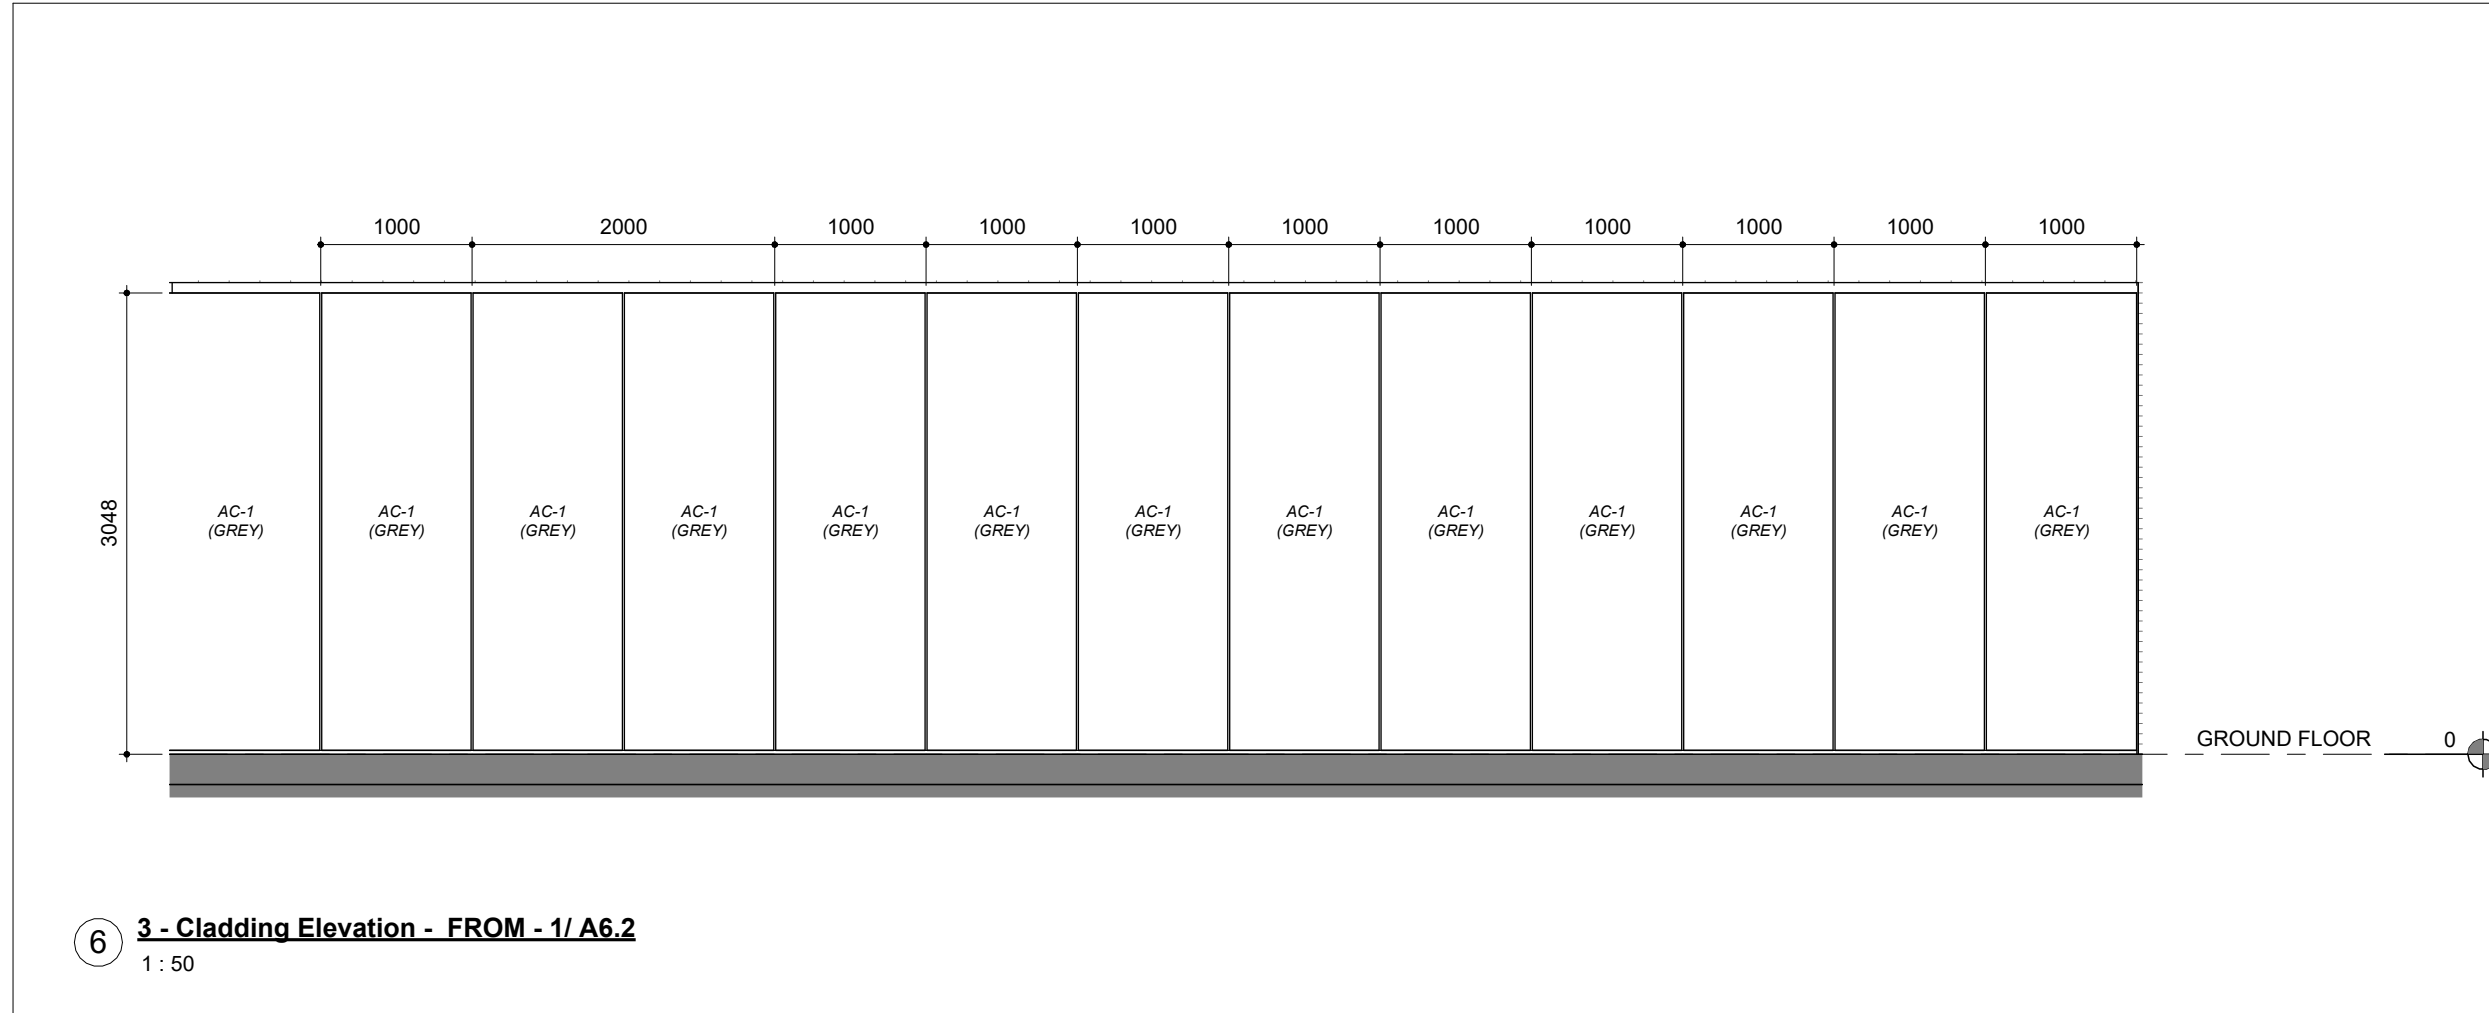 1000 2000 1000 1000 1000 1000 1000 1000 1000 1000 1000
3048
AC-1 AC-1 AC-1 AC-1 AC-1 AC-1 AC-1 AC-1 AC-1 AC-1 AC-1 AC-1 AC-1
(GREY) (GREY) (GREY) (GREY) (GREY) (GREY) (GREY) (GREY) (GREY) (GREY) (GREY) (GREY) (GREY)
GROUND FLOOR 0
6 3 - Cladding Elevation - FROM - 1/ A6.2
1 : 50